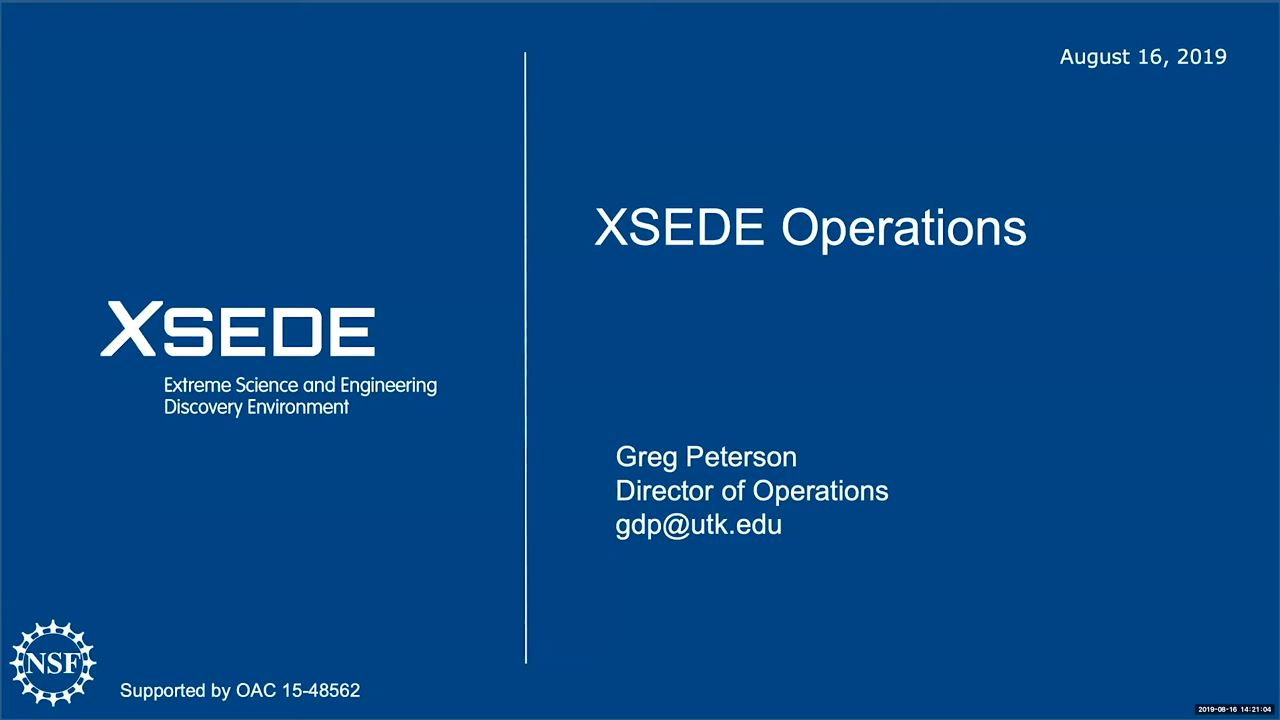 August 16, 2019
XSEDE Operations
XSEDE
Extreme Science and Engineering
Discovery Environment
Greg Peterson
Director of Operations
gdp@utk.edu
NSF
Supported by OAC 15-48562
2019-08-16 14:21:04